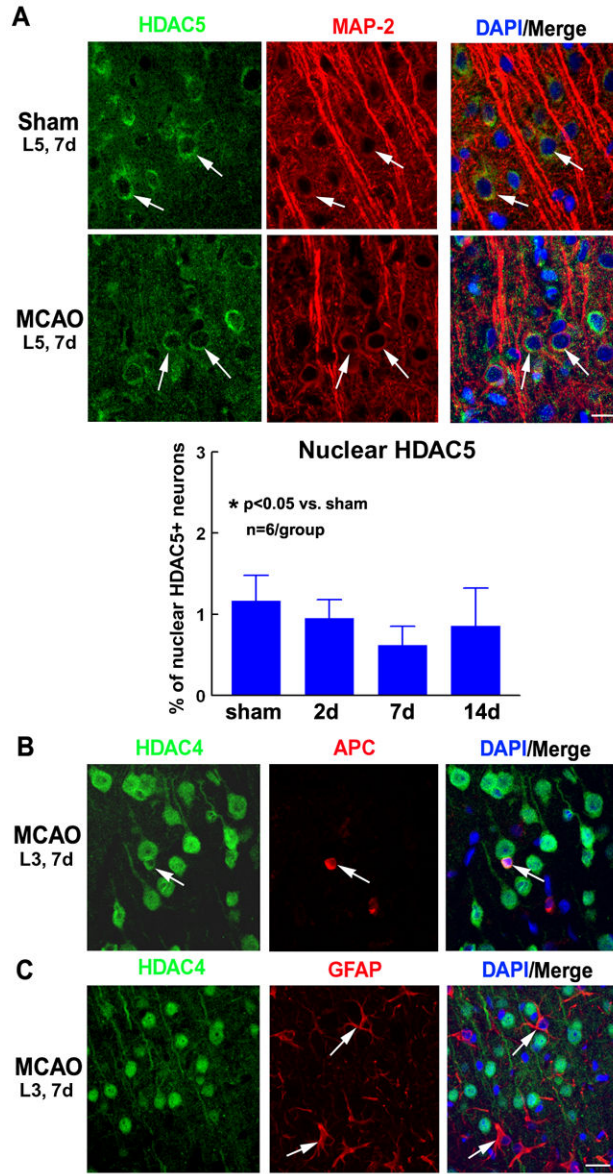 A
HDAC5 MAP-2 DAPI/Merge
Sham
L5, 7d
MCAO
L5, 7d
Nuclear HDAC5
% of nuclear HDAC5+ neurons
3
2
1
0
* p<0.05 vs. sham
n=6/group
sham 2d 7d 14d
B
HDAC4 APC DAPI/Merge
MCAO
L3, 7d
C
HDAC4 GFAP DAPI/Merge
MCAO
L3, 7d